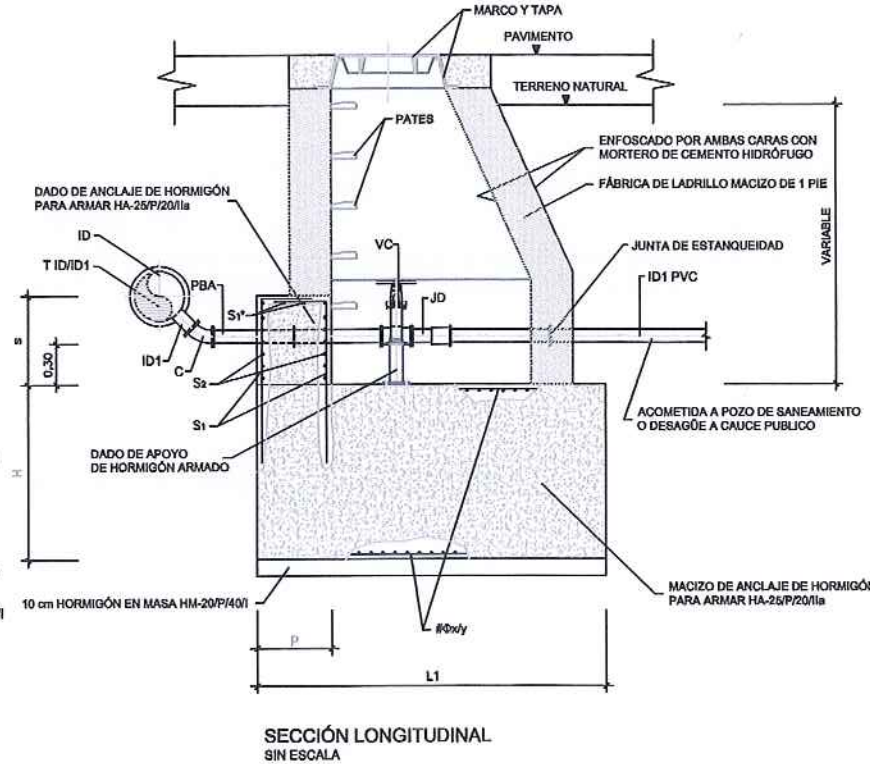 MARCO Y TAPA
PAVIMENTO
TERRENO NATURAL
PATES
ENFOSCADO POR AMBAS CARAS CON
MORTERO DE CEMENTO HIDRÓFUGO
FÁBRICA DE LADRILLO MACIZO DE 1 PIE
DADO DE ANCLAJE DE HORMIGÓN
PARA ARMAR HA-25/P/20/IIa
VARIABLE
ID
T ID/ID1
PBA
VC
JD
JUNTA DE ESTANQUEIDAD
ID1 PVC
S1'
s
0,30
ID1
C
S2
S1
ACOMETIDA A POZO DE SANEAMIENTO
O DESAGÜE A CAUCE PUBLICO
DADO DE APOYO
DE HORMIGÓN ARMADO
H
10 cm HORMIGÓN EN MASA HM-20/P/40/I
MACIZO DE ANCLAJE DE HORMIGÓN
PARA ARMAR HA-25/P/20/IIa
#Φx/y
P
L1
SECCIÓN LONGITUDINAL
SIN ESCALA